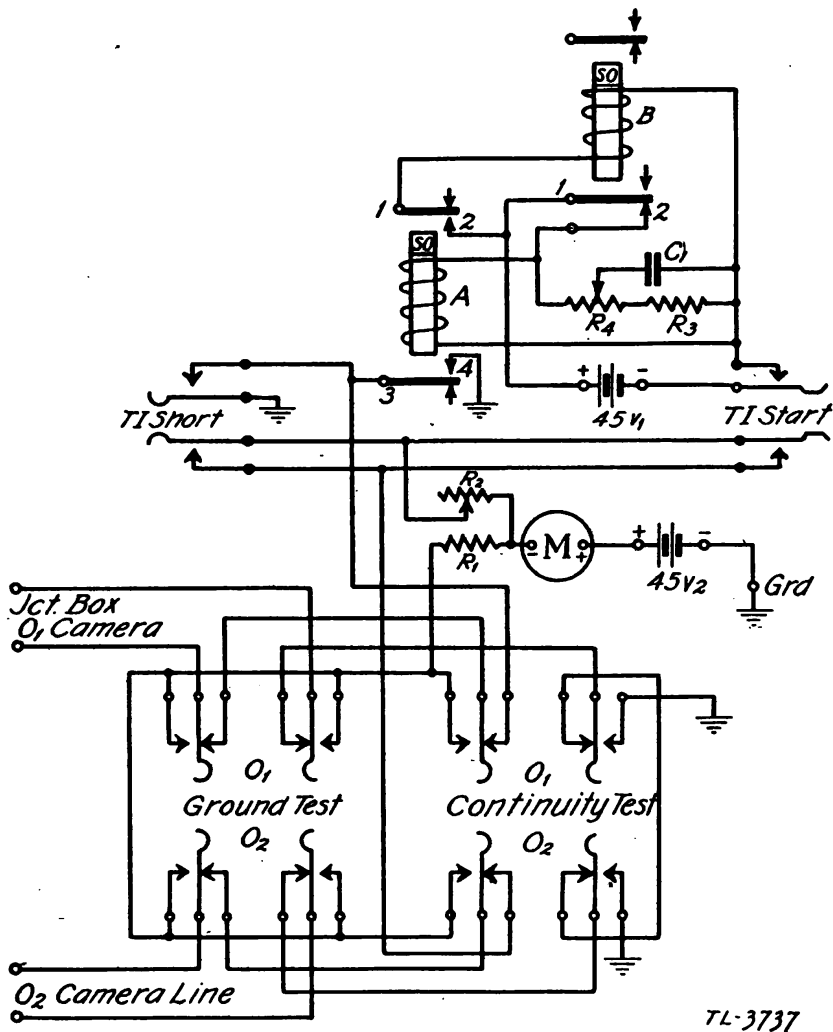 SO
B
1
2
1
2
SO
A
C1
R4
R3
4
3
+
-
45V1
TI Short
TI Start
R2
R1
- M +
+
-
45V2
Grd
Jct. Box
O1 Camera
O1
O1
Ground Test
Continuity Test
O2
O2
O2 Camera Line
TL-3737